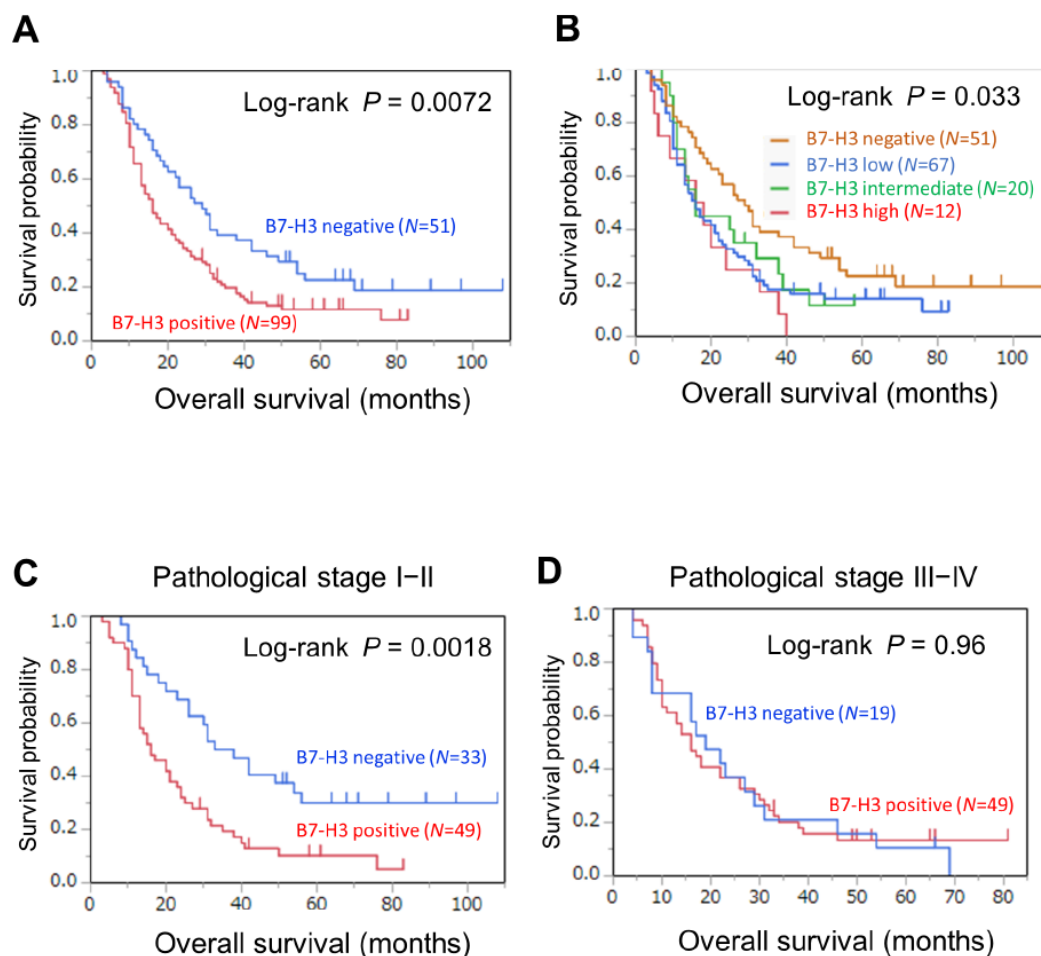 A
Log-rank P = 0.0072
B7-H3 negative (N=51)
B7-H3 positive (N=99)
Survival probability
1.0
0.8
0.6
0.4
0.2
0.0
0 20 40 60 80 100
Overall survival (months)
B
Log-rank P = 0.033
B7-H3 negative (N=51)
B7-H3 low (N=67)
B7-H3 intermediate (N=20)
B7-H3 high (N=12)
Survival probability
1.0
0.8
0.6
0.4
0.2
0.0
0 20 40 60 80 100
Overall survival (months)
C
Pathological stage I−II
Log-rank P = 0.0018
B7-H3 negative (N=33)
B7-H3 positive (N=49)
Survival probability
1.0
0.8
0.6
0.4
0.2
0.0
0 20 40 60 80 100
Overall survival (months)
D
Pathological stage III−IV
Log-rank P = 0.96
B7-H3 negative (N=19)
B7-H3 positive (N=49)
Survival probability
1.0
0.8
0.6
0.4
0.2
0.0
0 10 20 30 40 50 60 70 80
Overall survival (months)